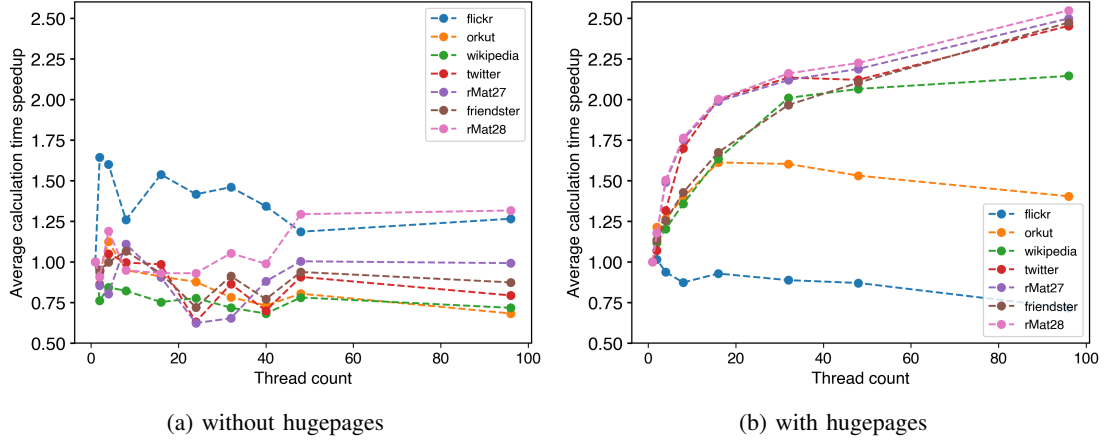 Average calculation time speedup
2.50
2.25
2.00
1.75
1.50
1.25
1.00
0.75
0.50
flickr
orkut
wikipedia
twitter
rMat27
friendster
rMat28
0 20 40 60 80 100
Thread count
(a) without hugepages
Average calculation time speedup
2.50
2.25
2.00
1.75
1.50
1.25
1.00
0.75
0.50
flickr
orkut
wikipedia
twitter
rMat27
friendster
rMat28
0 20 40 60 80 100
Thread count
(b) with hugepages